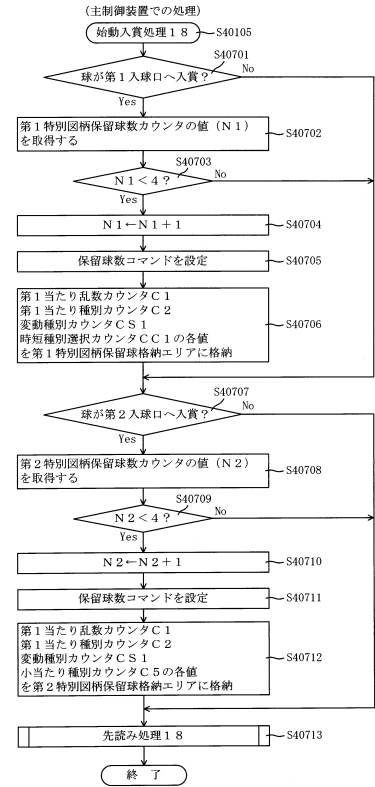 (主制御装置での処理)
始動入賞処理18
S40105
S40701
球が第1入球口へ入賞?
No
Yes
第1特別図柄保留球数カウンタの値(N1)
を取得する
S40702
S40703
N1<4?
No
Yes
N1←N1+1
S40704
保留球数コマンドを設定
S40705
第1当たり乱数カウンタC1
第1当たり種別カウンタC2
変動種別カウンタCS1
時短種別選択カウンタCC1の各値
を第1特別図柄保留球格納エリアに格納
S40706
S40707
球が第2入球口へ入賞?
No
Yes
第2特別図柄保留球数カウンタの値(N2)
を取得する
S40708
S40709
N2<4?
No
Yes
N2←N2+1
S40710
保留球数コマンドを設定
S40711
第1当たり乱数カウンタC1
第1当たり種別カウンタC2
変動種別カウンタCS1
小当たり種別カウンタC5の各値
を第2特別図柄保留球格納エリアに格納
S40712
先読み処理18
S40713
終 了